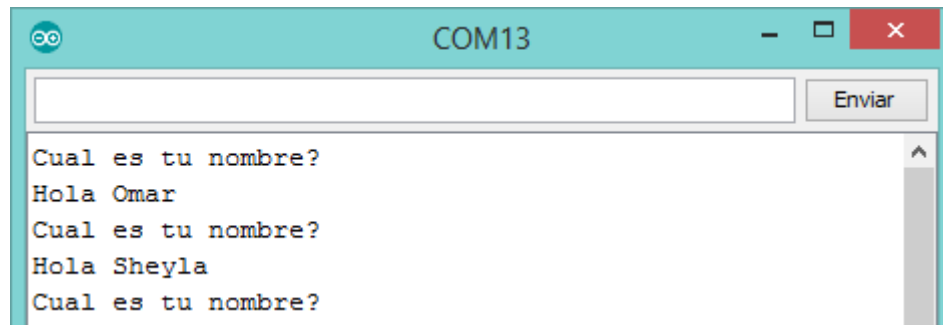 COM13
Enviar
Cual es tu nombre?
Hola Omar
Cual es tu nombre?
Hola Sheyla
Cual es tu nombre?